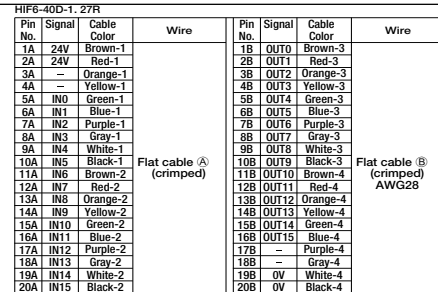 HIF6-40D-1. 27R
Pin No. Signal Cable Color Wire Pin No. Signal Cable Color Wire
1A 24V Brown-1 1B OUT0 Brown-3
2A 24V Red-1 2B OUT1 Red-3
3A – Orange-1 3B OUT2 Orange-3
4A – Yellow-1 4B OUT3 Yellow-3
5A IN0 Green-1 5B OUT4 Green-3
6A IN1 Blue-1 6B OUT5 Blue-3
7A IN2 Purple-1 7B OUT6 Purple-3
8A IN3 Gray-1 8B OUT7 Gray-3
9A IN4 White-1 9B OUT8 White-3
10A IN5 Black-1 Flat cable Ⓐ 10B OUT9 Black-3 Flat cable Ⓑ
11A IN6 Brown-2 (crimped) 11B OUT10 Brown-4 (crimped)
12A IN7 Red-2 12B OUT11 Red-4 AWG28
13A IN8 Orange-2 13B OUT12 Orange-4
14A IN9 Yellow-2 14B OUT13 Yellow-4
15A IN10 Green-2 15B OUT14 Green-4
16A IN11 Blue-2 16B OUT15 Blue-4
17A IN12 Purple-2 17B – Purple-4
18A IN13 Gray-2 18B – Gray-4
19A IN14 White-2 19B 0V White-4
20A IN15 Black-2 20B 0V Black-4